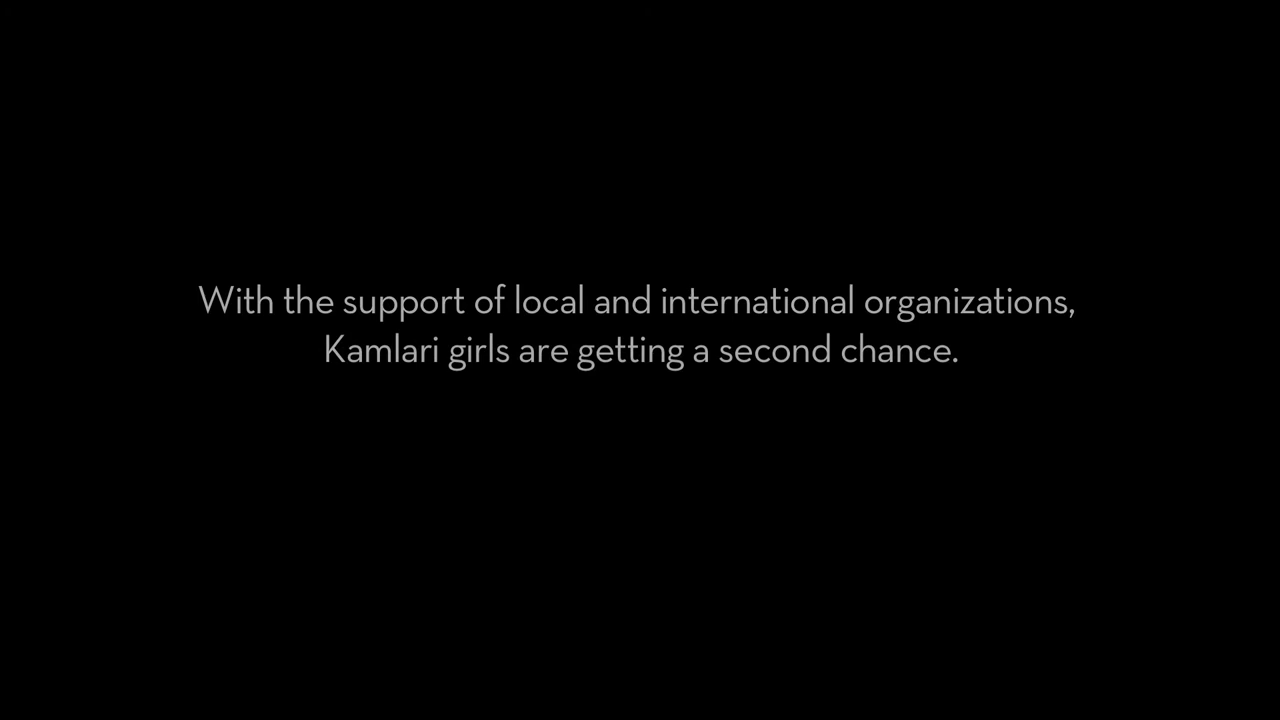 With the support of local and international organizations,
Kamlari girls are getting a second chance.